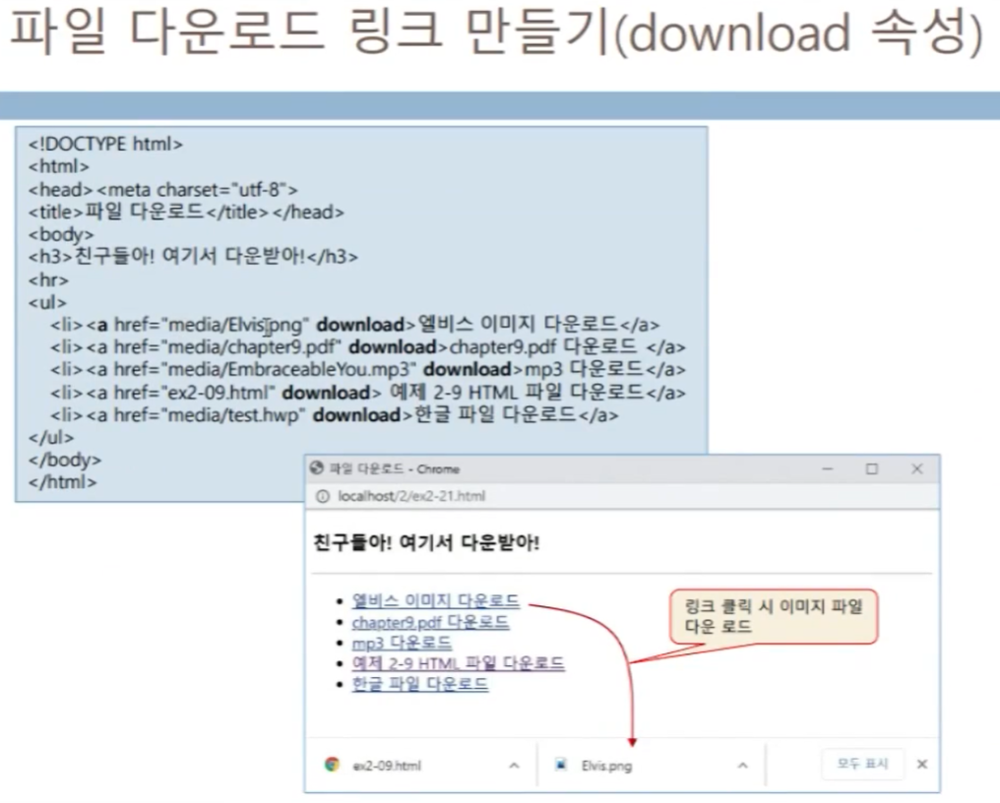 파일 다운로드 링크 만들기(download 속성)
<!DOCTYPE html>
<html>
<head><meta charset="utf-8">
<title>파일 다운로드</title></head>
<body>
<h3>친구들아! 여기서 다운받아!</h3>
<hr>
<ul>
<li><a href="media/Elvis.png" download>엘비스 이미지 다운로드</a>
<li><a href="media/chapter9.pdf" download>chapter9.pdf 다운로드 </a>
<li><a href="media/EmbraceableYou.mp3" download>mp3 다운로드</a>
<li><a href="ex2-09.html" download> 예제 2-9 HTML 파일 다운로드</a>
<li><a href="media/test.hwp" download>한글 파일 다운로드</a>
</ul>
</body>
</html>
파일 다운로드 - Chrome
localhost/2/ex2-21.html
친구들아! 여기서 다운받아!
엘비스 이미지 다운로드
chapter9.pdf 다운로드
mp3 다운로드
예제 2-9 HTML 파일 다운로드
한글 파일 다운로드
링크 클릭 시 이미지 파일
다운 로드
ex2-09.html
Elvis.png
모두 표시